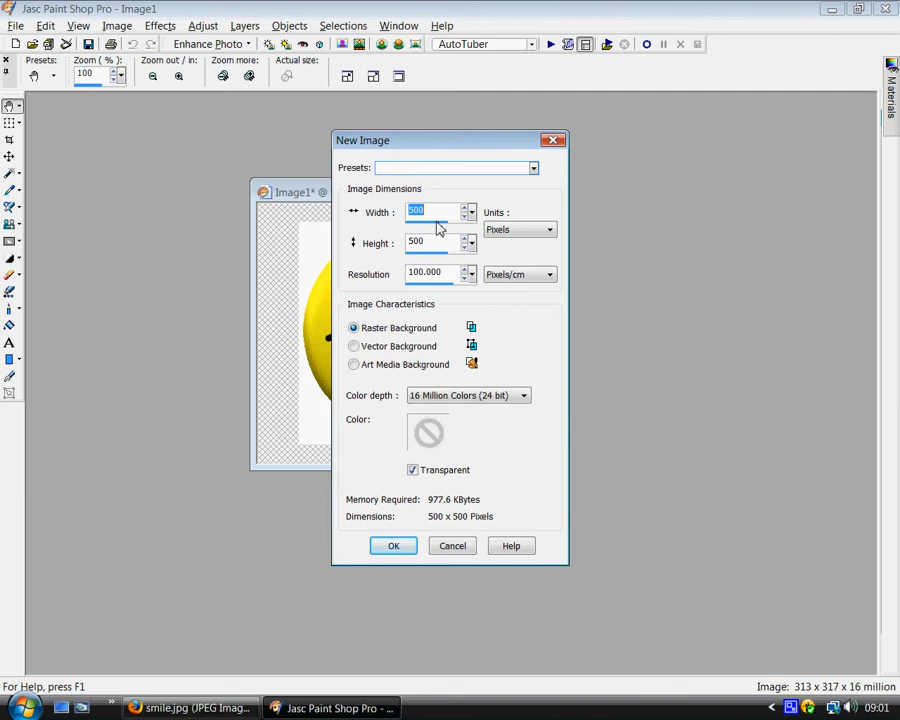 Jasc Paint Shop Pro - Image1
File Edit View Image Effects Adjust Layers Objects Selections Window Help
Enhance Photo AutoTuber
Presets: Zoom ( % ) : Zoom out / in: Zoom more: Actual size:
100
Materials
Image1* @
New Image
Presets:
Image Dimensions
Width : 500 Units :
Pixels
Height : 500
Resolution 100.000 Pixels/cm
Image Characteristics
Raster Background
Vector Background
Art Media Background
Color depth : 16 Million Colors (24 bit)
Color:
Transparent
Memory Required: 977.6 KBytes
Dimensions: 500 x 500 Pixels
OK Cancel Help
For Help, press F1 Image: 313 x 317 x 16 million
smile.jpg (JPEG Imag... Jasc Paint Shop Pro - ... 09:01